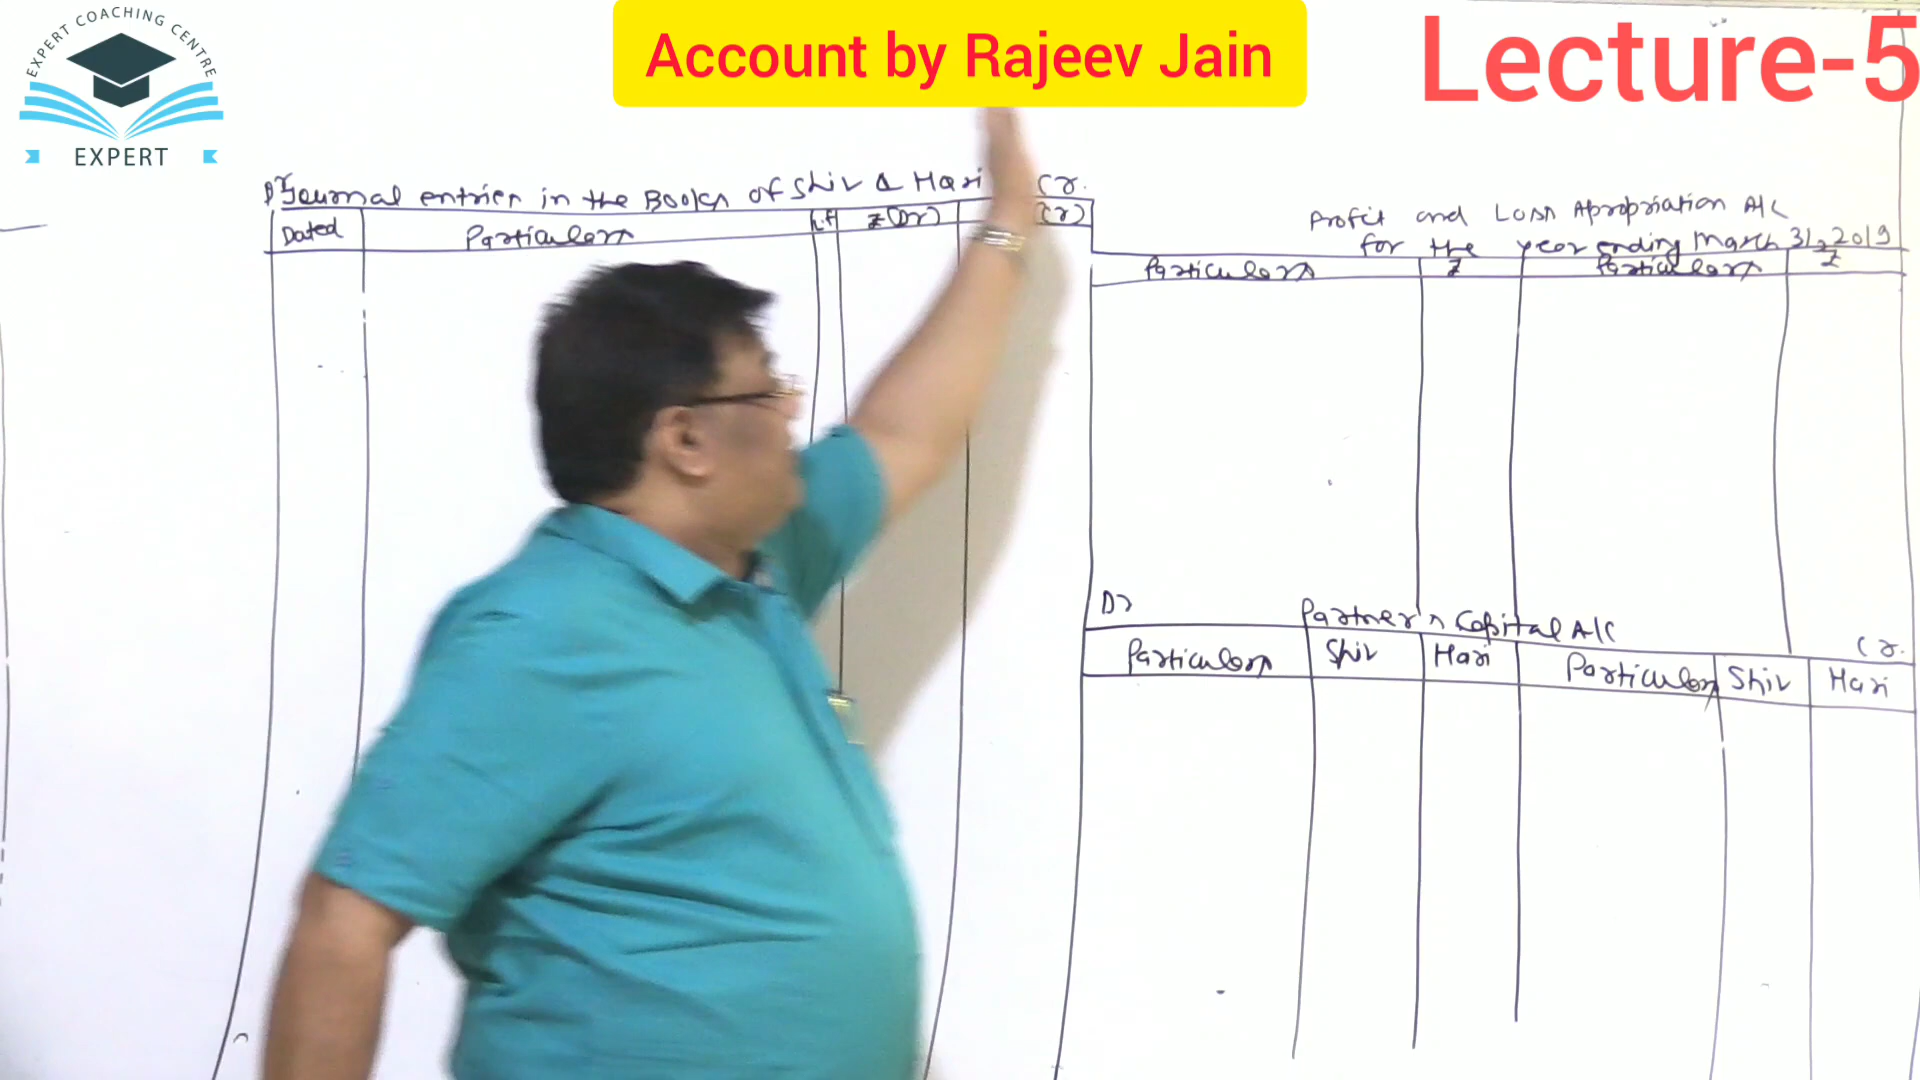 EXPERT COACHING CENTRE
EXPERT
Account by Rajeev Jain
Lecture-5
Journal entries in the Books of Shiv & Hari Cr.
Dated Particulars L.F ₹(Dr) (Cr)
Profit and Loss Apropriation A/c
for the year ending March 31, 2019
Particulars ₹ Particulars ₹
Dr Partner's Capital A/C Cr.
Particulars Shiv Hari Particulars Shiv Hari